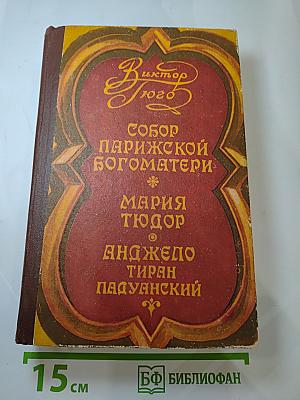 Виктор
Гюго
СОБОР
ПАРИЖСКОЙ
БОГОМАТЕРИ
МАРИЯ
ТЮДОР
АНДЖЕЛО
ТИРАН
ПАДУАНСКИЙ
15 см
БФ БИБЛИОФАН